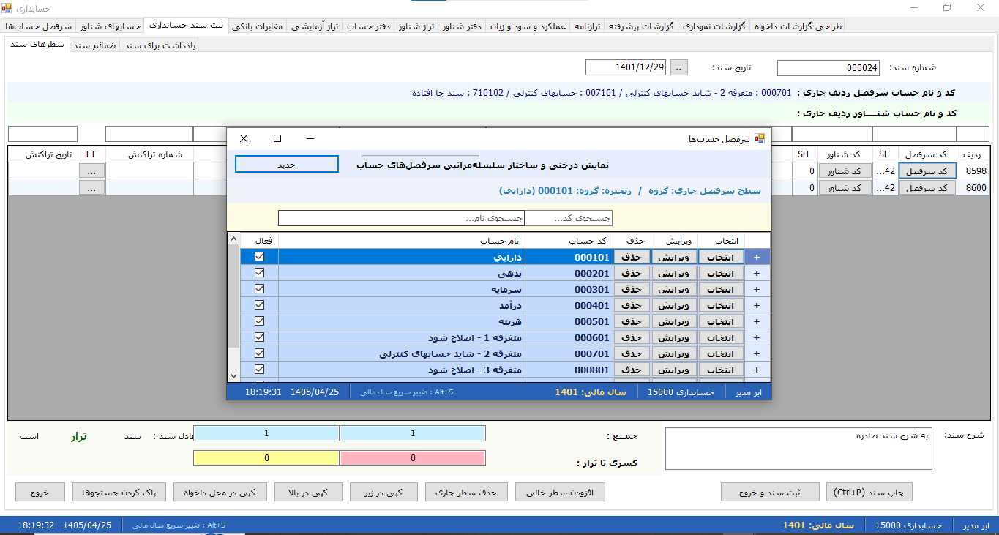 حسابداری
سرفصل حساب‌ها حسابهای شناور ثبت سند حسابداری مغایرات بانکی تراز آزمایشی دفتر حساب تراز شناور دفتر شناور عملکرد و سود و زیان ترازنامه گزارشات پیشرفته گزارشات نموداری طراحی گزارشات دلخواه
سطرهای سند ضمائم سند یادداشت برای سند
شماره سند: 000024 تاریخ سند: .. 1401/12/29
کد و نام حساب سرفصل ردیف جاری : 000701 : متفرقه 2 - شاید حسابهای کنترلی / 007101 : حسابهاي کنترلي / 710102 : سند جا افتاده
کد و نام حساب شنـــاور ردیف جاری :
ردیف کد سرفصل SF کد شناور SH شماره تراکنش TT تاریخ تراکنش
8598 کد سرفصل 42... کد شناور 0 ...
8600 کد سرفصل 42... کد شناور 0 ...
سرفصل حساب‌ها
نمایش درختی و ساختار سلسله‌مراتبی سرفصل‌های حساب جدید
سطح سرفصل جاری: گروه / زنجیره: گروه: 000101 (دارايي)
جستجوی کد... جستجوی نام...
انتخاب ویرایش حذف کد حساب نام حساب فعال
+ انتخاب ویرایش حذف 000101 دارايي
+ انتخاب ویرایش حذف 000201 بدهی
+ انتخاب ویرایش حذف 000301 سرمایه
+ انتخاب ویرایش حذف 000401 درآمد
+ انتخاب ویرایش حذف 000501 هزینه
+ انتخاب ویرایش حذف 000601 متفرقه 1 - اصلاح شود
+ انتخاب ویرایش حذف 000701 متفرقه 2 - شاید حسابهای کنترلی
+ انتخاب ویرایش حذف 000801 متفرقه 3 - اصلاح شود
ابر مدیر حسابداری 15000 سال مالی: 1401 Alt+S : تغییر سریع سال مالی 1405/04/25 18:19:31
شرح سند: به شرح سند صادره
جمــع : 1 1 سند تراز است
کسری تا تراز : 0 0
چاپ سند (Ctrl+P) ثبت سند و خروج افزودن سطر خالی حذف سطر جاری کپی در زیر کپی در بالا کپی در محل دلخواه پاک کردن جستجوها خروج
ابر مدیر حسابداری 15000 سال مالی: 1401 Alt+S : تغییر سریع سال مالی 1405/04/25 18:19:32